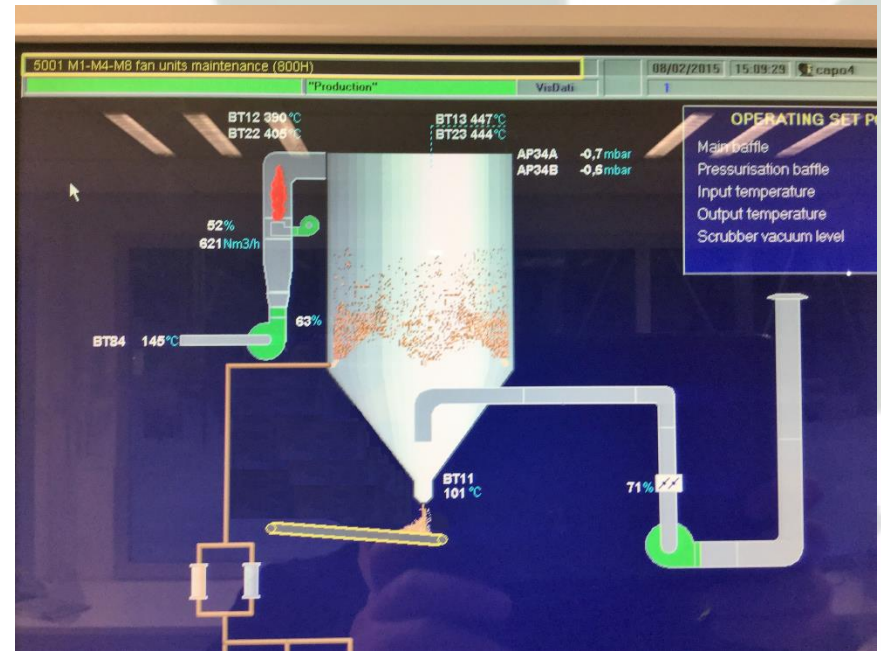 5001 M1-M4-M8 fan units maintenance (800H)
08/02/2015 15:09:29 cnpo4
"Production" VisDati 1
BT12 390 °C
BT22 405 °C
BT13 447 °C
BT23 444 °C
AP34A -0,7 mbar
AP34B -0,6 mbar
OPERATING SET
Main baffle
Pressurisation baffle
Input temperature
Output temperature
Scrubber vacuum level
52%
621 Nm3/h
63%
BT84 145 °C
BT11
101 °C
71%